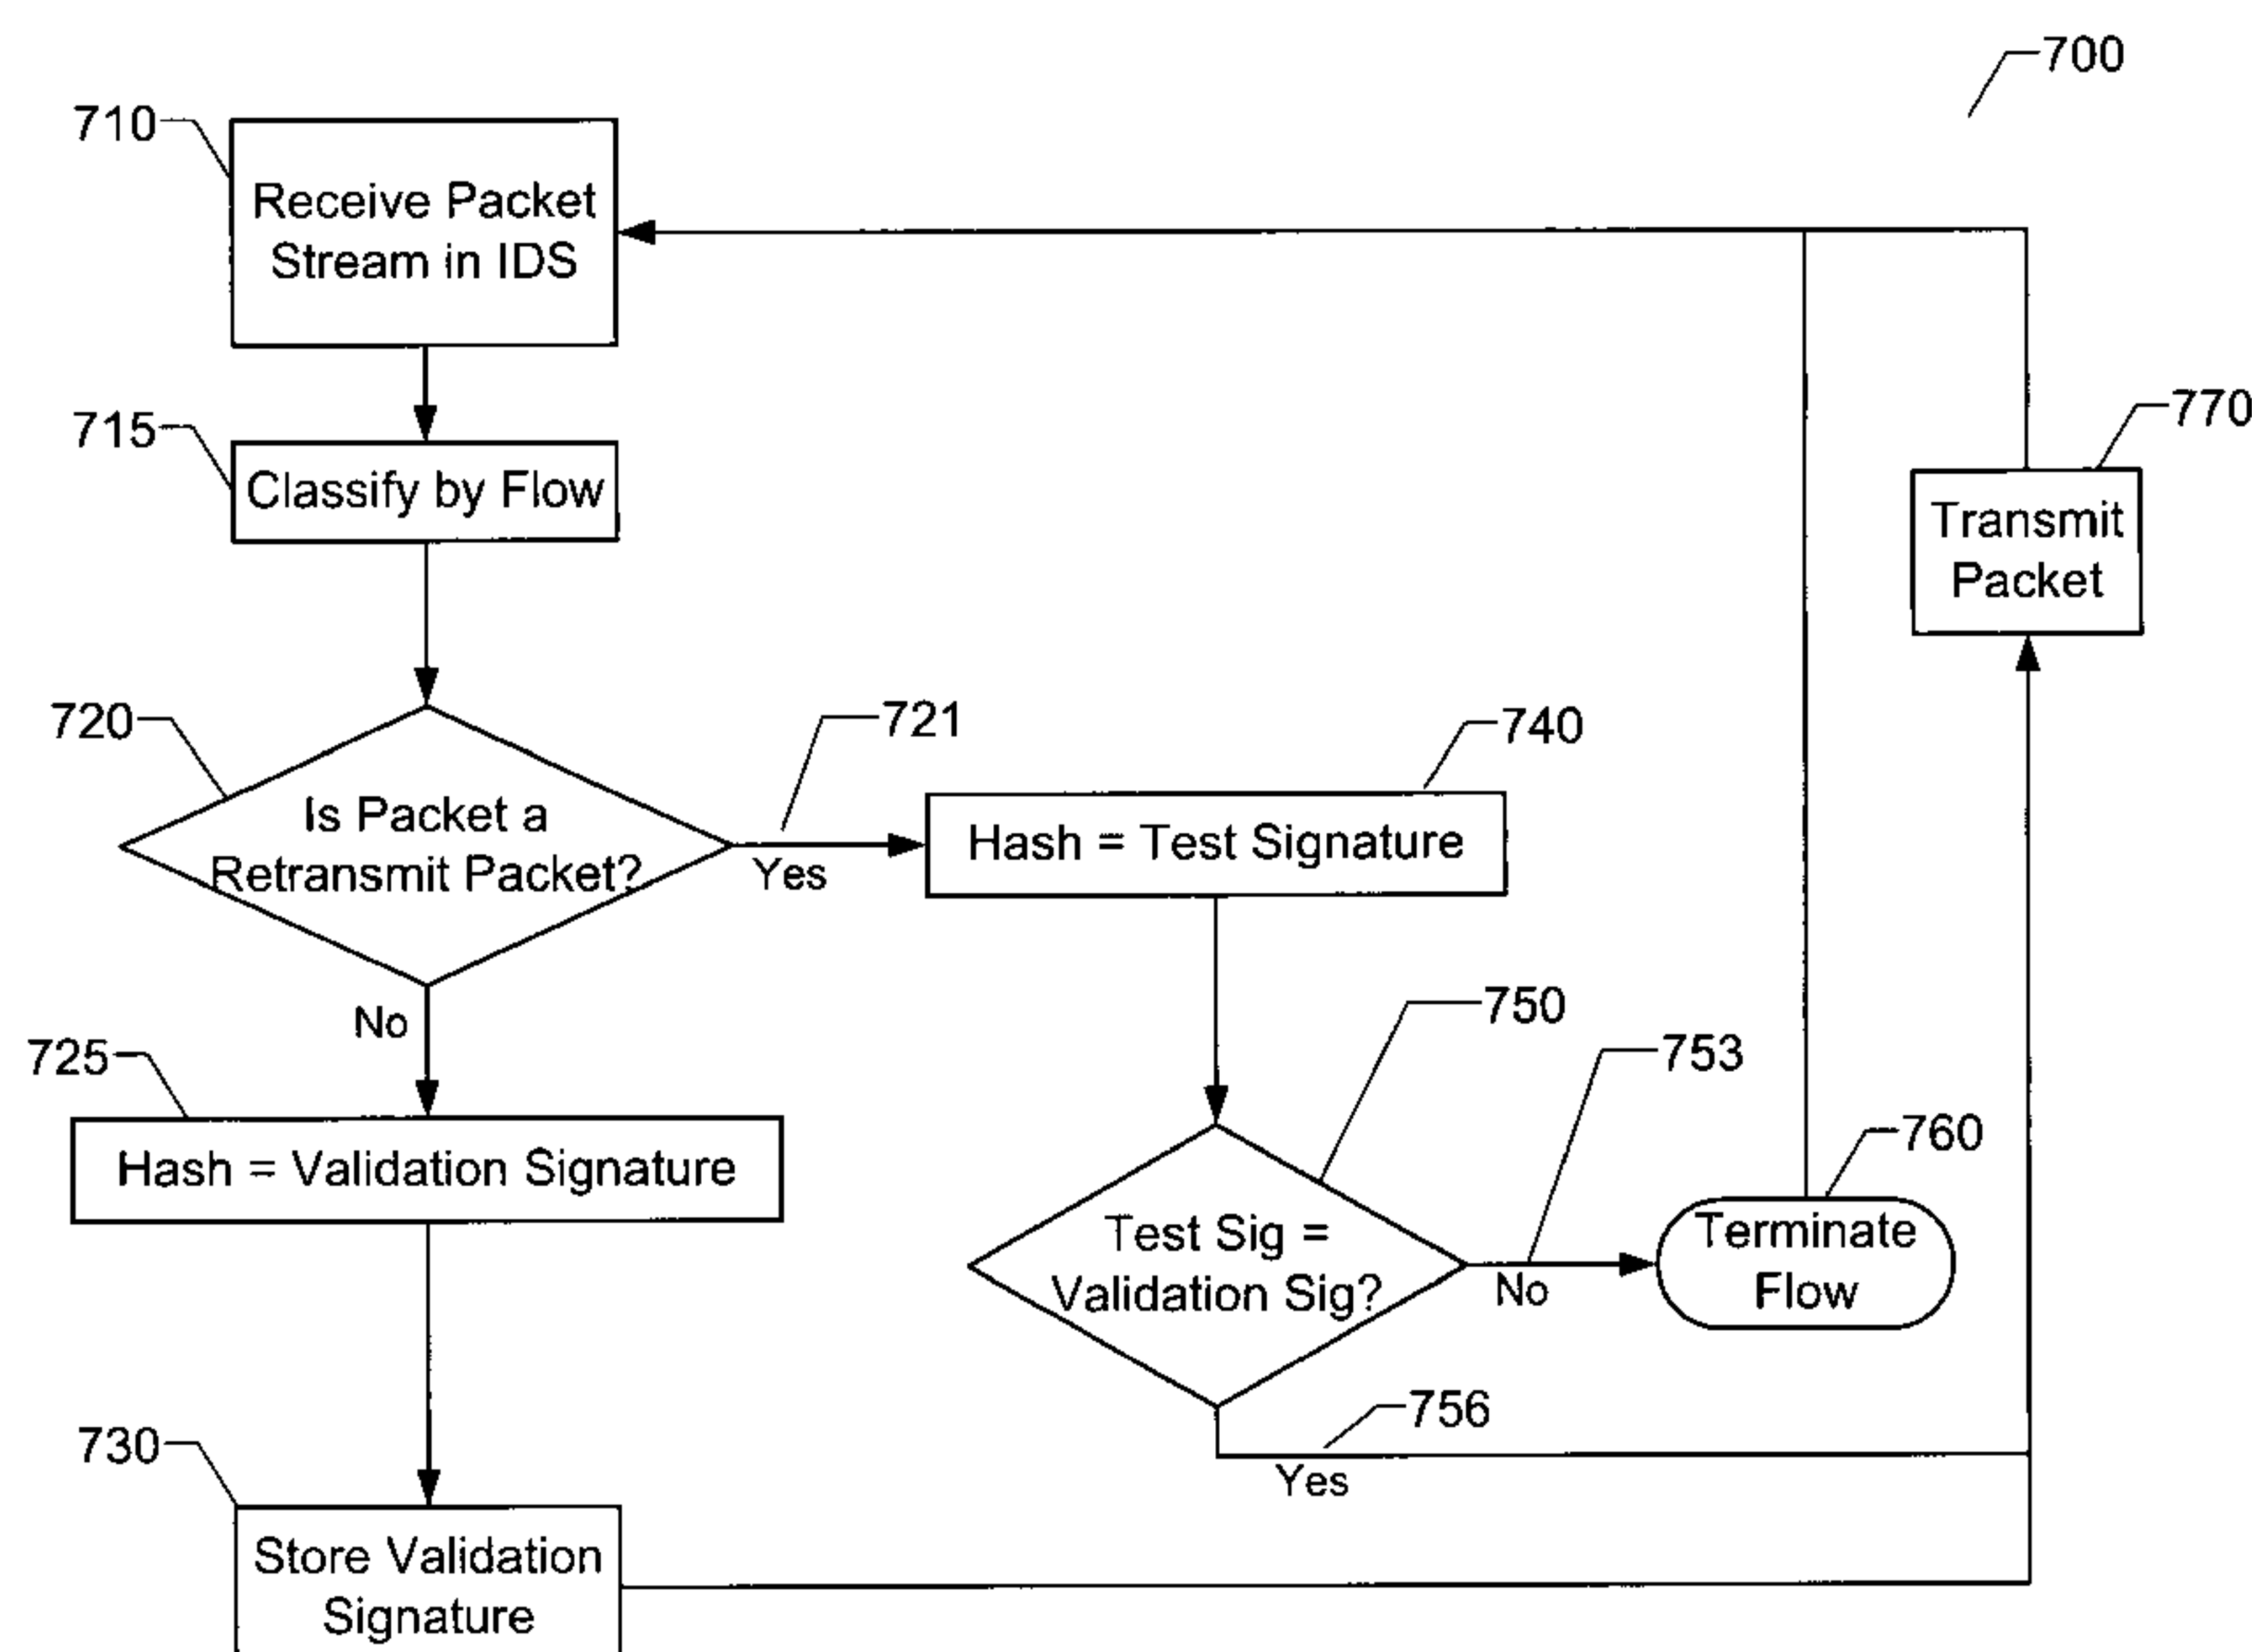 700
710
Receive Packet
Stream in IDS
715
Classify by Flow
770
Transmit
Packet
720
Is Packet a
Retransmit Packet?
721
Yes
740
Hash = Test Signature
No
725
Hash = Validation Signature
750
Test Sig =
Validation Sig?
753
No
760
Terminate
Flow
756
Yes
730
Store Validation
Signature